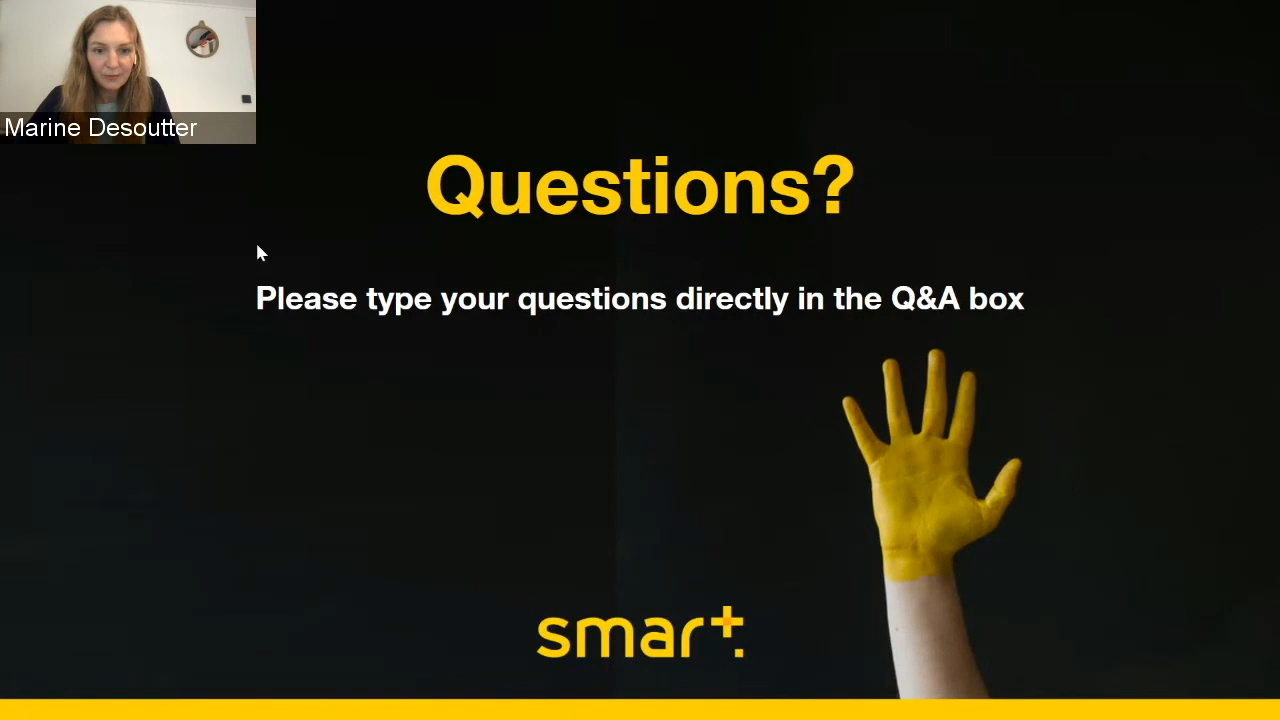 Marine Desoutter
Questions?
Please type your questions directly in the Q&A box
smart.